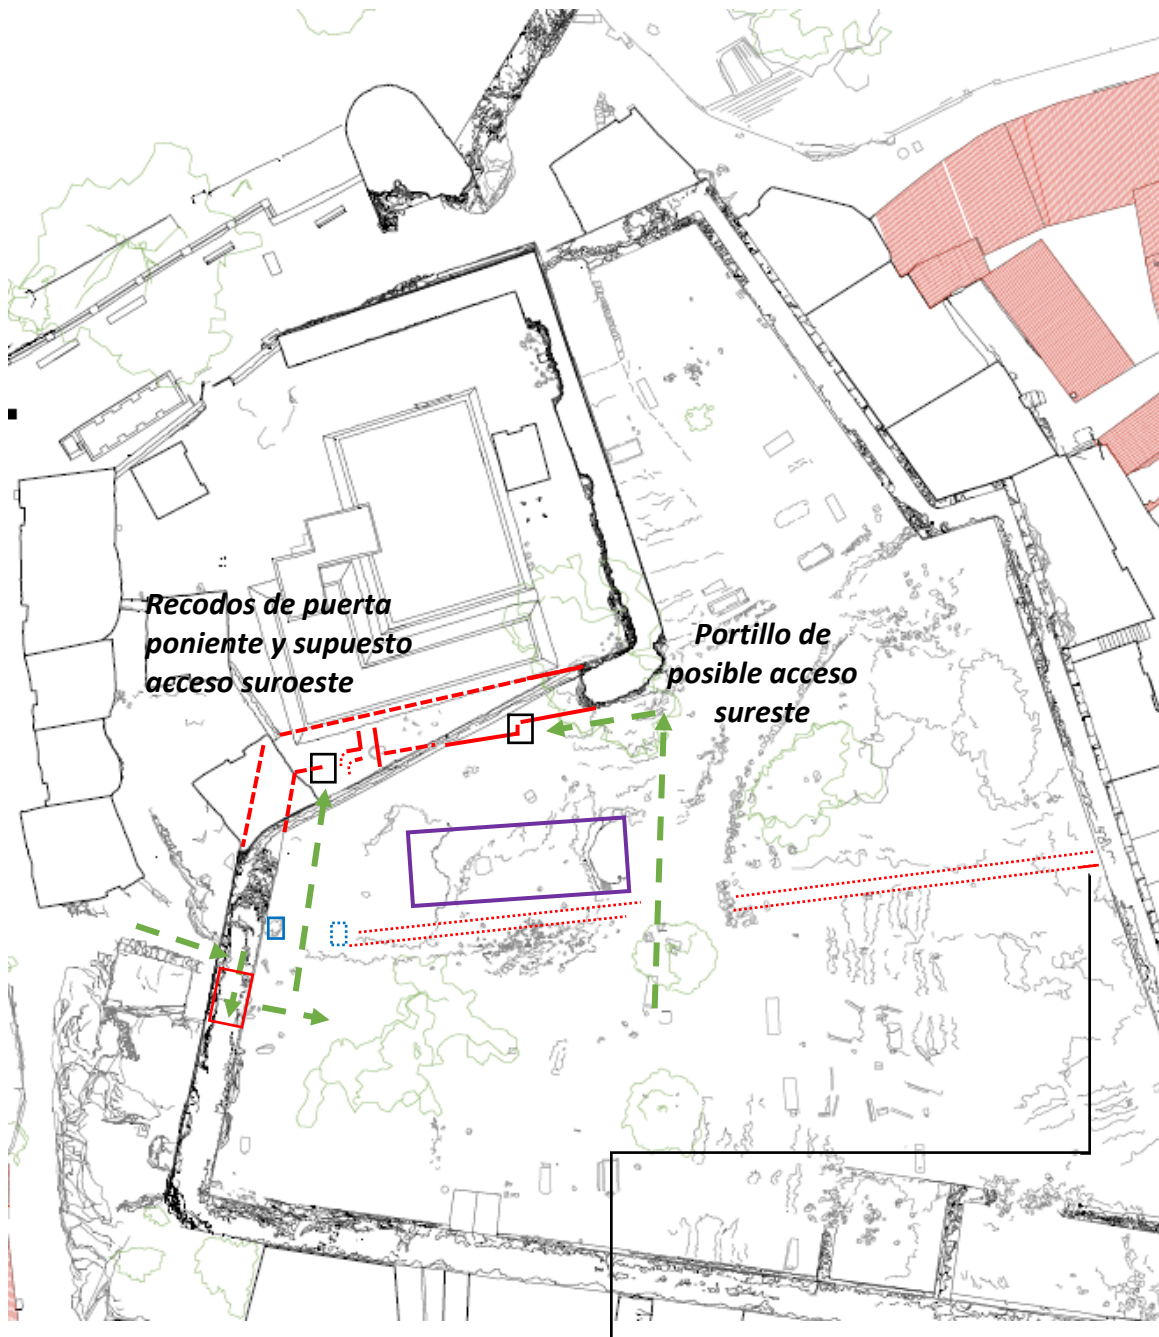 Recodos de puerta
poniente y supuesto
acceso suroeste
Portillo de
posible acceso
sureste